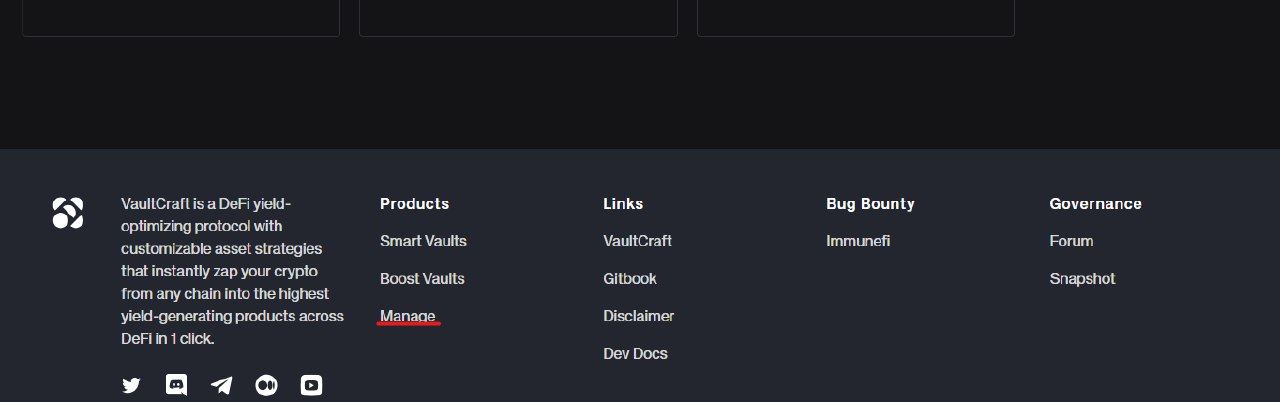 VaultCraft is a DeFi yield-
optimizing protocol with
customizable asset strategies
that instantly zap your crypto
from any chain into the highest
yield-generating products across
DeFi in 1 click.
Products
Smart Vaults
Boost Vaults
Manage
Links
VaultCraft
Gitbook
Disclaimer
Dev Docs
Bug Bounty
Immunefi
Governance
Forum
Snapshot